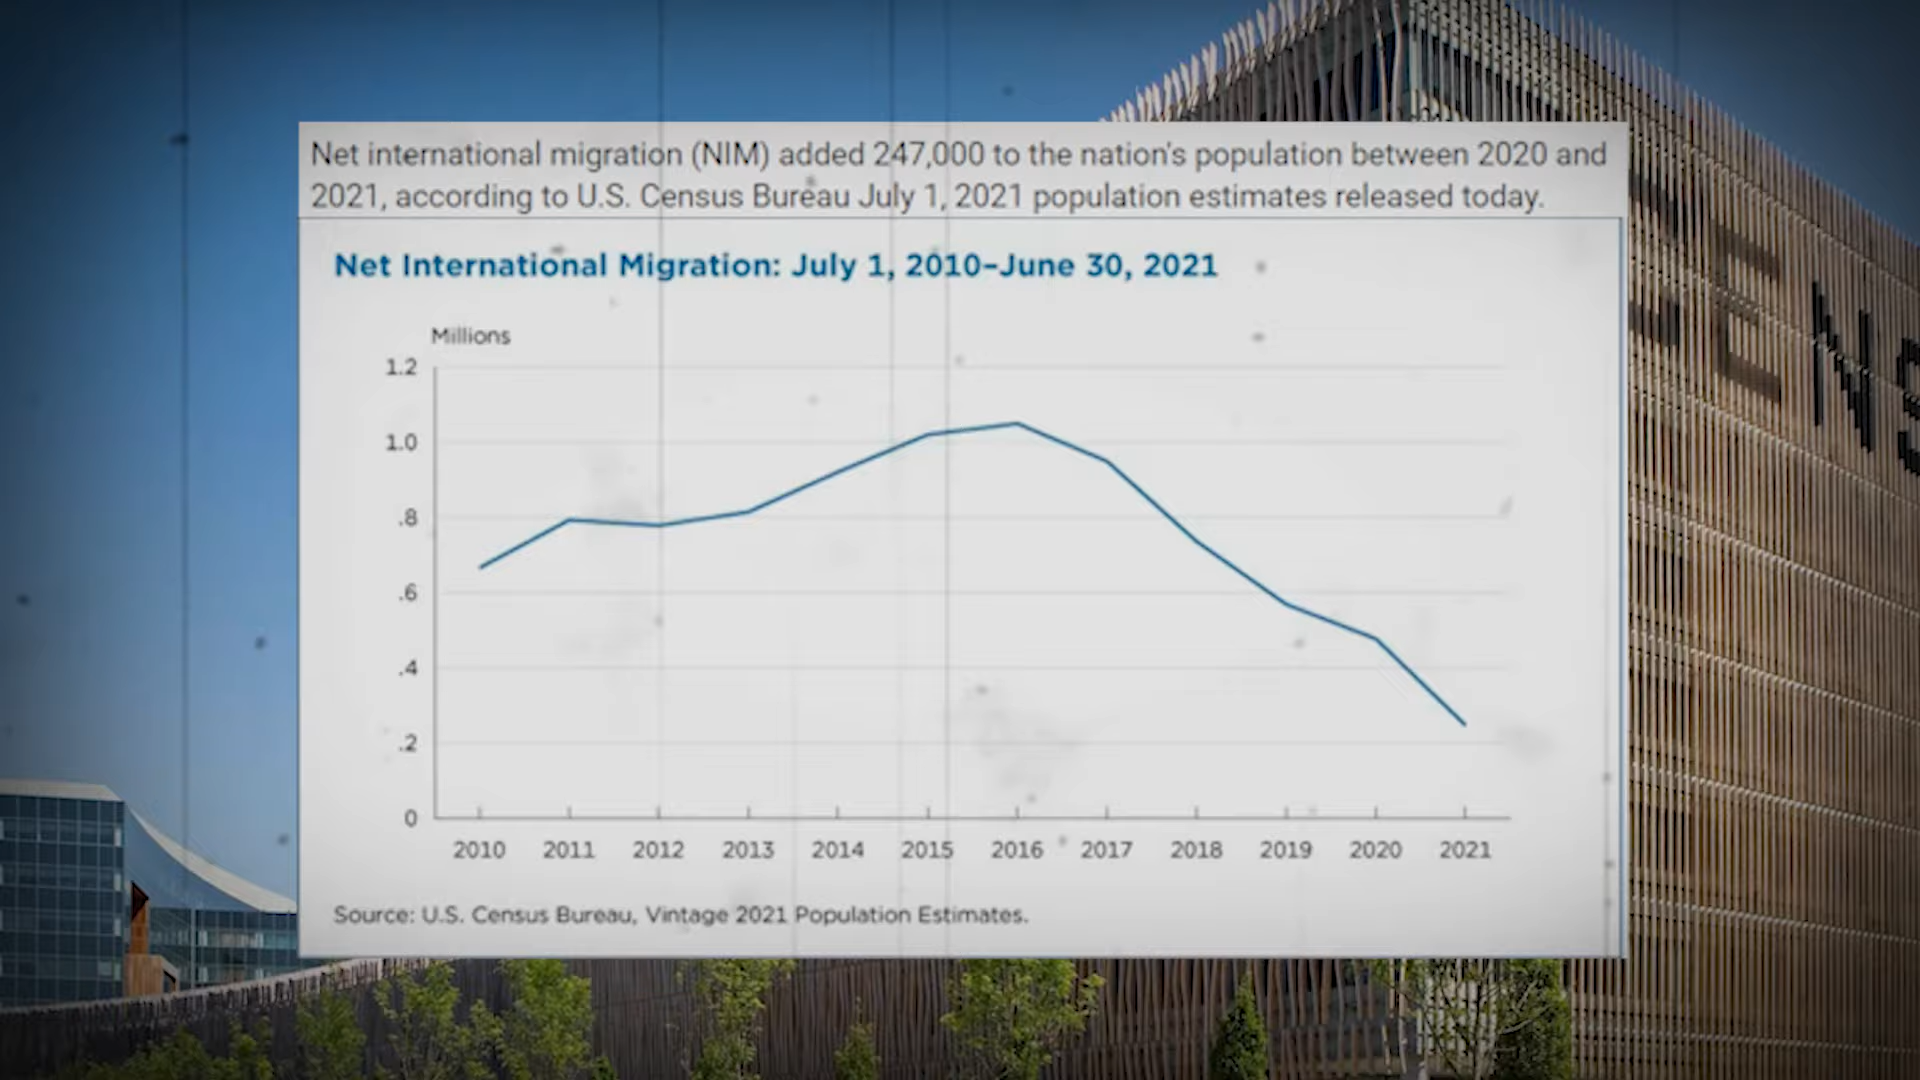 Net international migration (NIM) added 247,000 to the nation's population between 2020 and
2021, according to U.S. Census Bureau July 1, 2021 population estimates released today.
Net International Migration: July 1, 2010–June 30, 2021
Millions
1.2
1.0
.8
.6
.4
.2
0
2010 2011 2012 2013 2014 2015 2016 2017 2018 2019 2020 2021
Source: U.S. Census Bureau, Vintage 2021 Population Estimates.
CENS